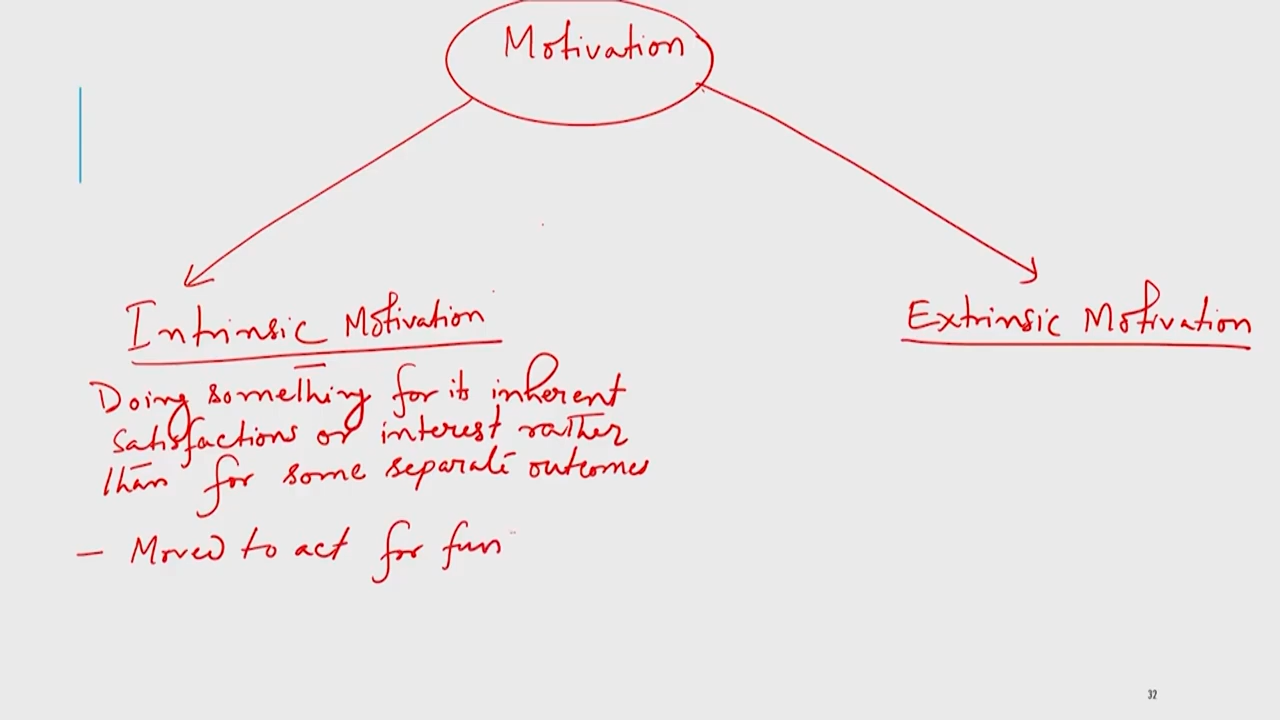 Motivation
Intrinsic Motivation
Extrinsic Motivation
Doing something for its inherent
satisfactions or interest rather
than for some separate outcomes
- Moved to act for fun
32